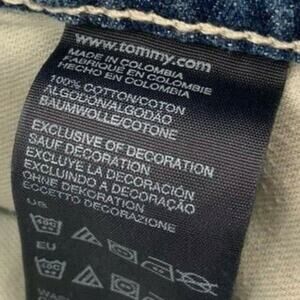 www.tommy.com
MADE IN COLOMBIA
FABRIQUE EN COLOMBIE
HECHO EN COLOMBIA
100% COTTON/COTON
ALGODÓN/ALGODÃO
BAUMWOLLE/COTONE
EXCLUSIVE OF DECORATION
SAUF DÉCORATION
EXCLUYE LA DECORACIÓN
EXCLUINDO A DECORAÇÃO
OHNE DEKORATION
ECCETTO DECORAZIONE
US
EU